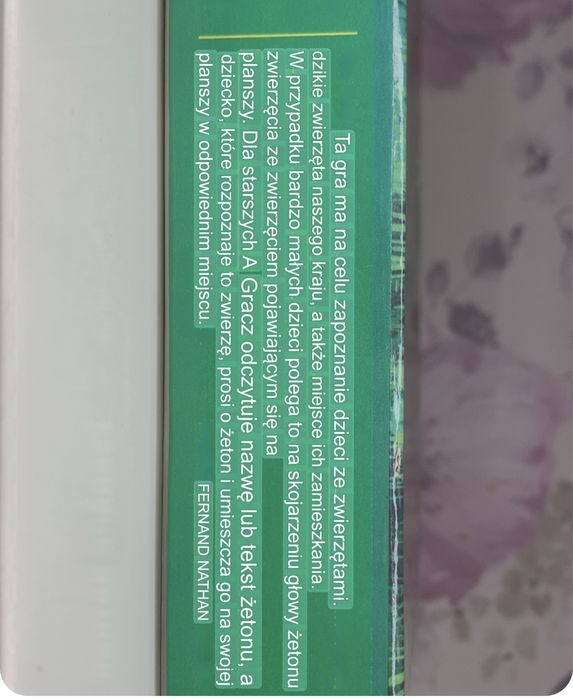 Ta gra ma na celu zapoznanie dzieci ze zwierzętami.
dzikie zwierzęta naszego kraju, a także miejsce ich zamieszkania.
W przypadku bardzo małych dzieci polega to na skojarzeniu głowy żetonu
zwierzęcia ze zwierzęciem pojawiającym się na
planszy. Dla starszych A Gracz odczytuje nazwę lub tekst żetonu, a
dziecko, które rozpoznaje to zwierzę, prosi o żeton i umieszcza go na swojej
planszy w odpowiednim miejscu.
FERNAND NATHAN